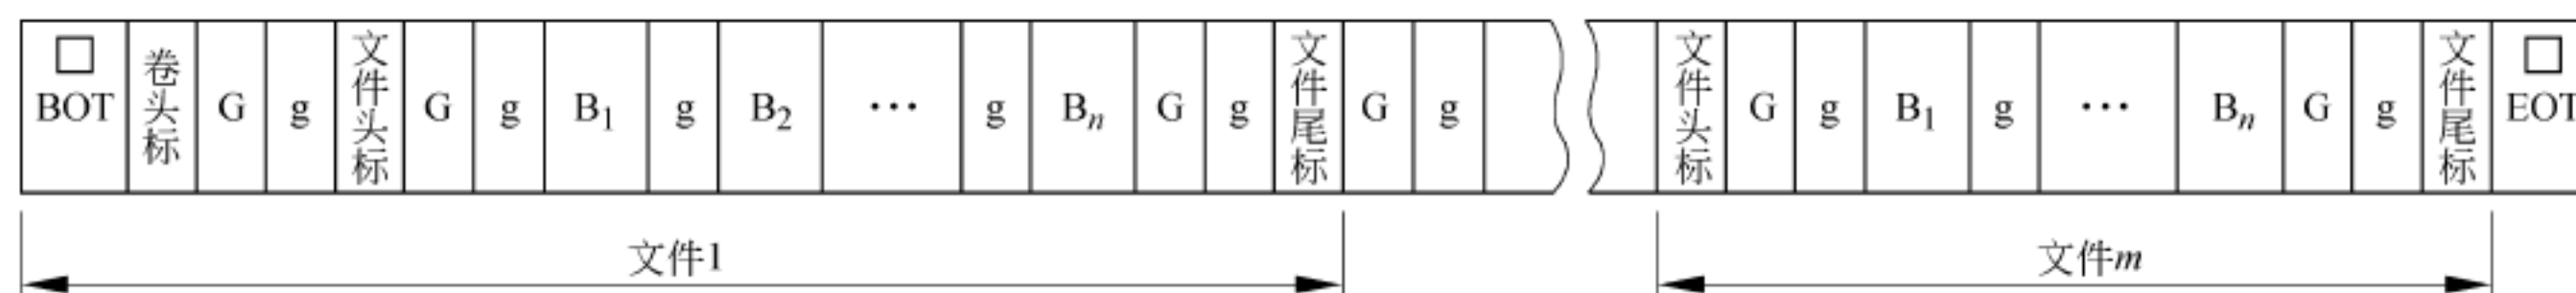 □ BOT 卷头标 G g 文件头标 G g B₁ g B₂ … g Bₙ G g 文件尾标 G g 文件头标 G g B₁ g … Bₙ G g 文件尾标 □ EOT
文件1 文件m